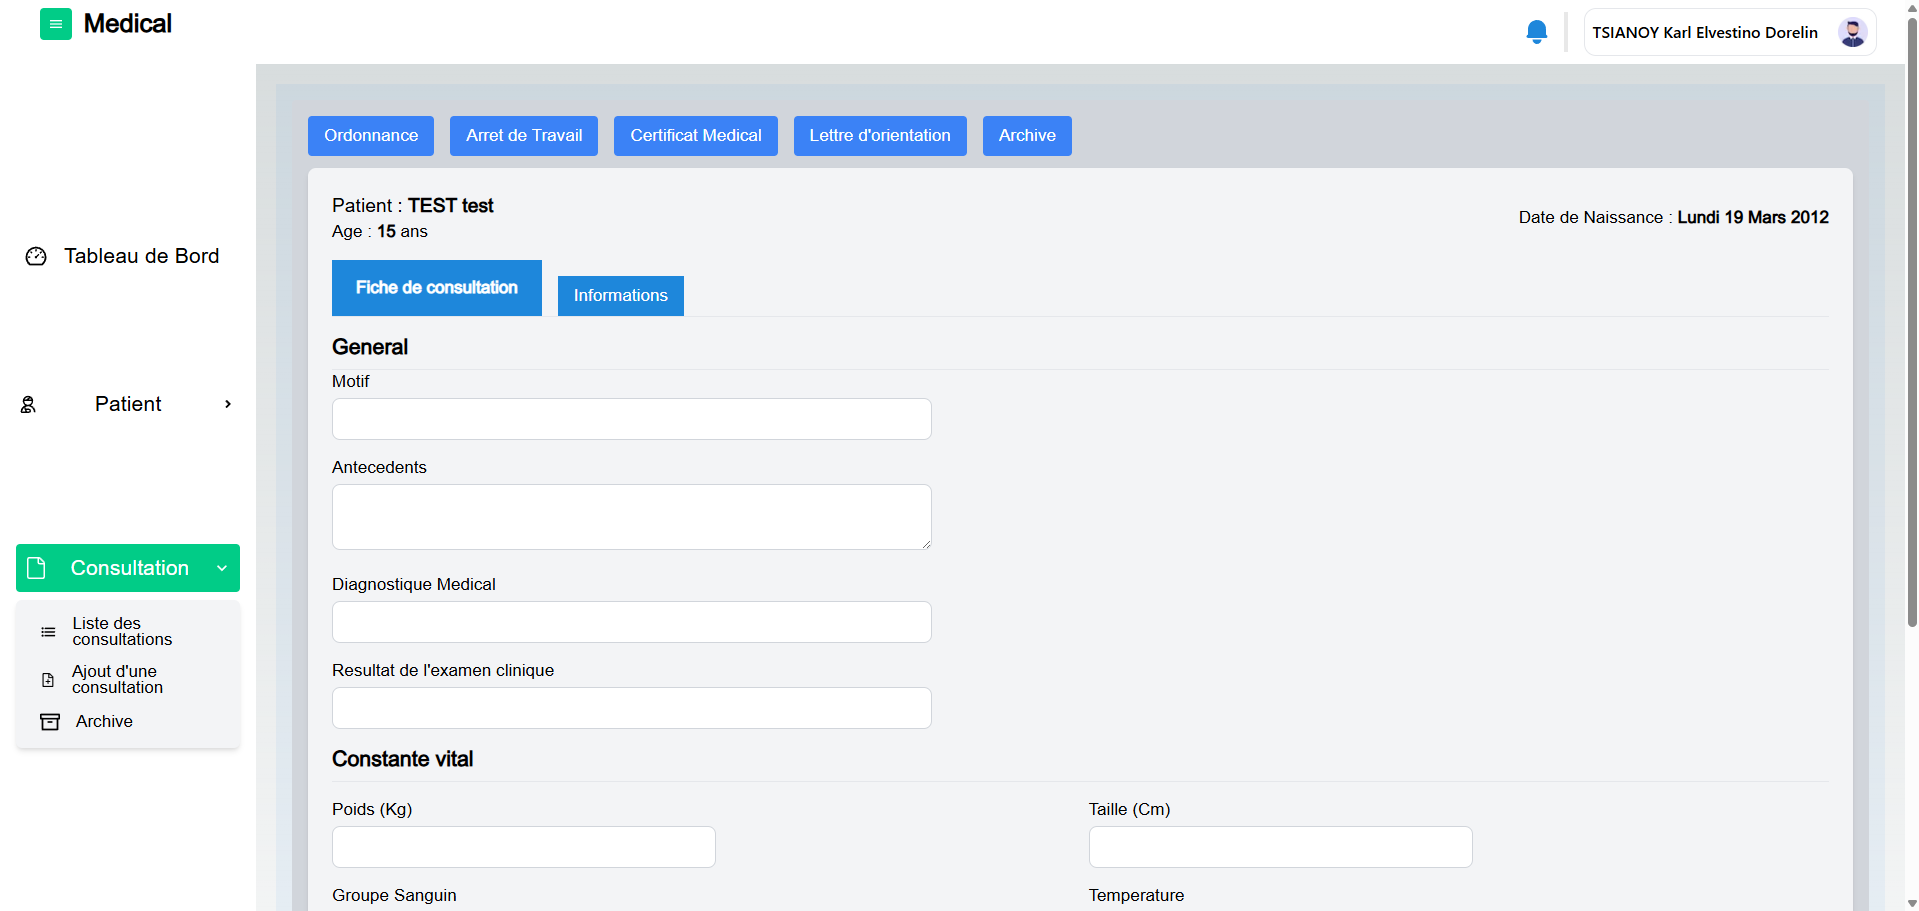 Medical
TSIANOY Karl Elvestino Dorelin
Tableau de Bord
Patient
Consultation
Liste des
consultations
Ajout d'une
consultation
Archive
Ordonnance
Arret de Travail
Certificat Medical
Lettre d'orientation
Archive
Patient : TEST test
Age : 15 ans
Date de Naissance : Lundi 19 Mars 2012
Fiche de consultation
Informations
General
Motif
Antecedents
Diagnostique Medical
Resultat de l'examen clinique
Constante vital
Poids (Kg)
Taille (Cm)
Groupe Sanguin
Temperature